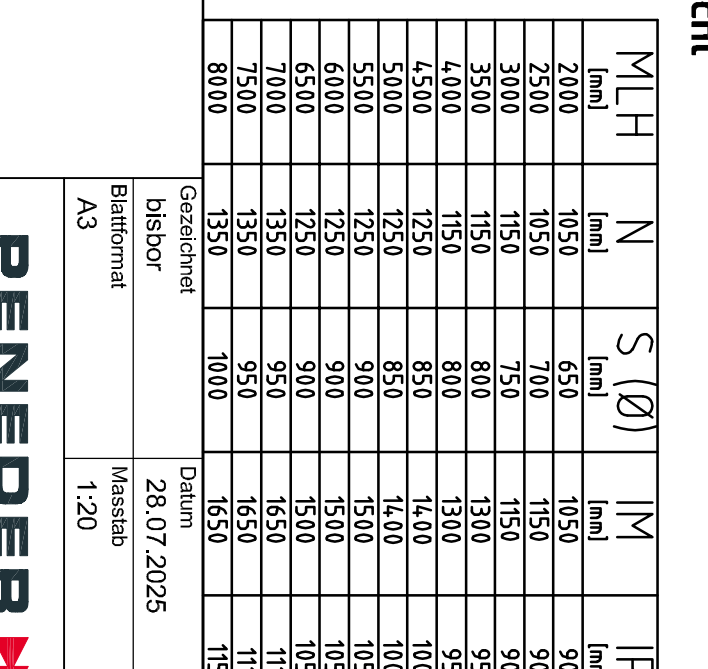 MLH N S (Ø) IM
[mm] [mm] [mm] [mm]
2000 1050 650 1050
2500 1050 700 1150
3000 1150 750 1150
3500 1150 800 1300
4000 1150 800 1300
4500 1250 850 1400
5000 1250 850 1400
5500 1250 900 1500
6000 1250 900 1500
6500 1250 900 1500
7000 1350 950 1650
7500 1350 950 1650
8000 1350 1000 1650
Gezeichnet Datum
bisbor 28.07.2025
Blattformat Masstab
A3 1:20
PENEDER